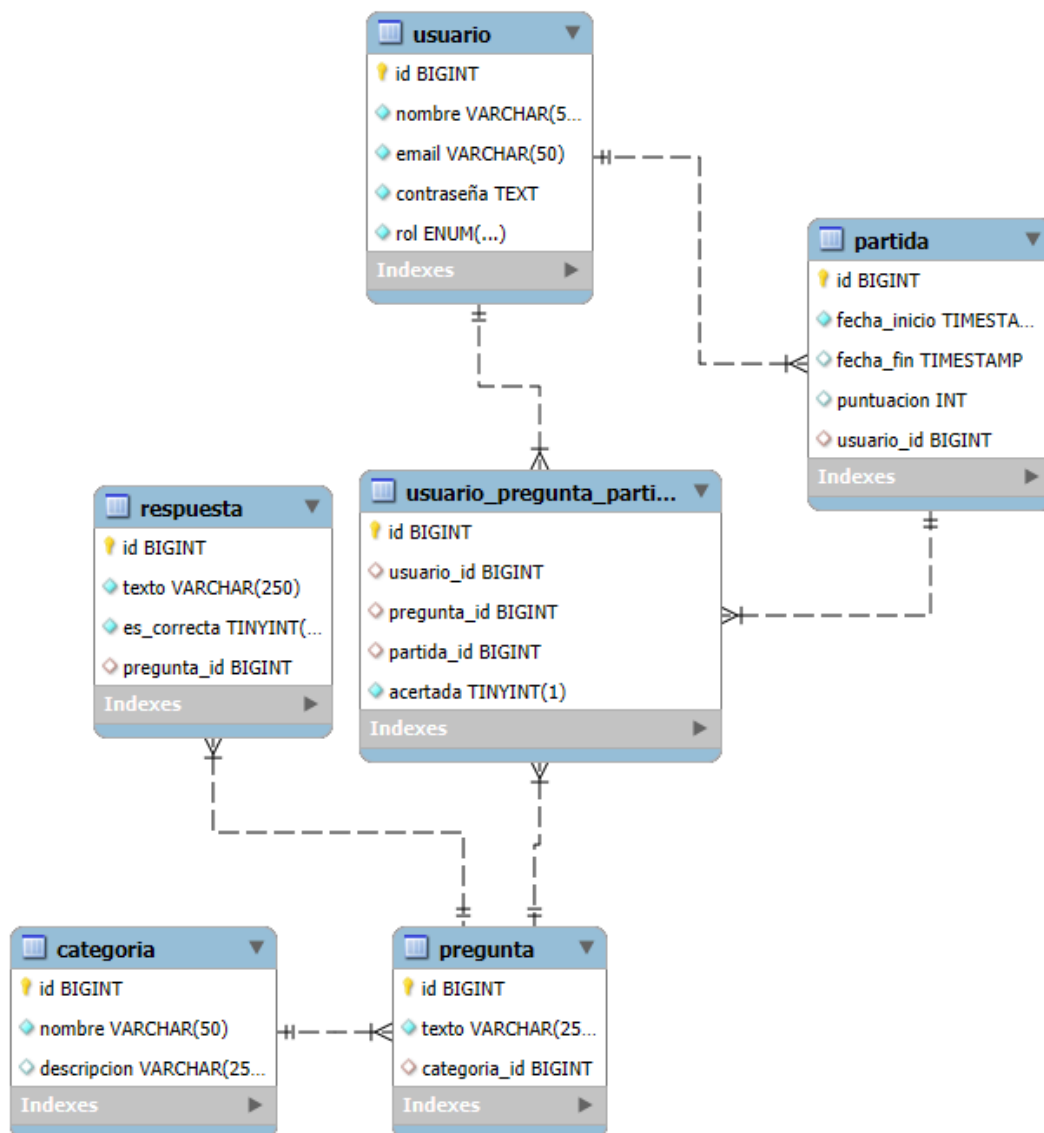 usuario
id BIGINT
nombre VARCHAR(5...
email VARCHAR(50)
contraseña TEXT
rol ENUM(...)
Indexes
partida
id BIGINT
fecha_inicio TIMESTA...
fecha_fin TIMESTAMP
puntuacion INT
usuario_id BIGINT
Indexes
usuario_pregunta_parti...
id BIGINT
usuario_id BIGINT
pregunta_id BIGINT
partida_id BIGINT
acertada TINYINT(1)
Indexes
respuesta
id BIGINT
texto VARCHAR(250)
es_correcta TINYINT(...
pregunta_id BIGINT
Indexes
categoria
id BIGINT
nombre VARCHAR(50)
descripcion VARCHAR(25...
Indexes
pregunta
id BIGINT
texto VARCHAR(25...
categoria_id BIGINT
Indexes